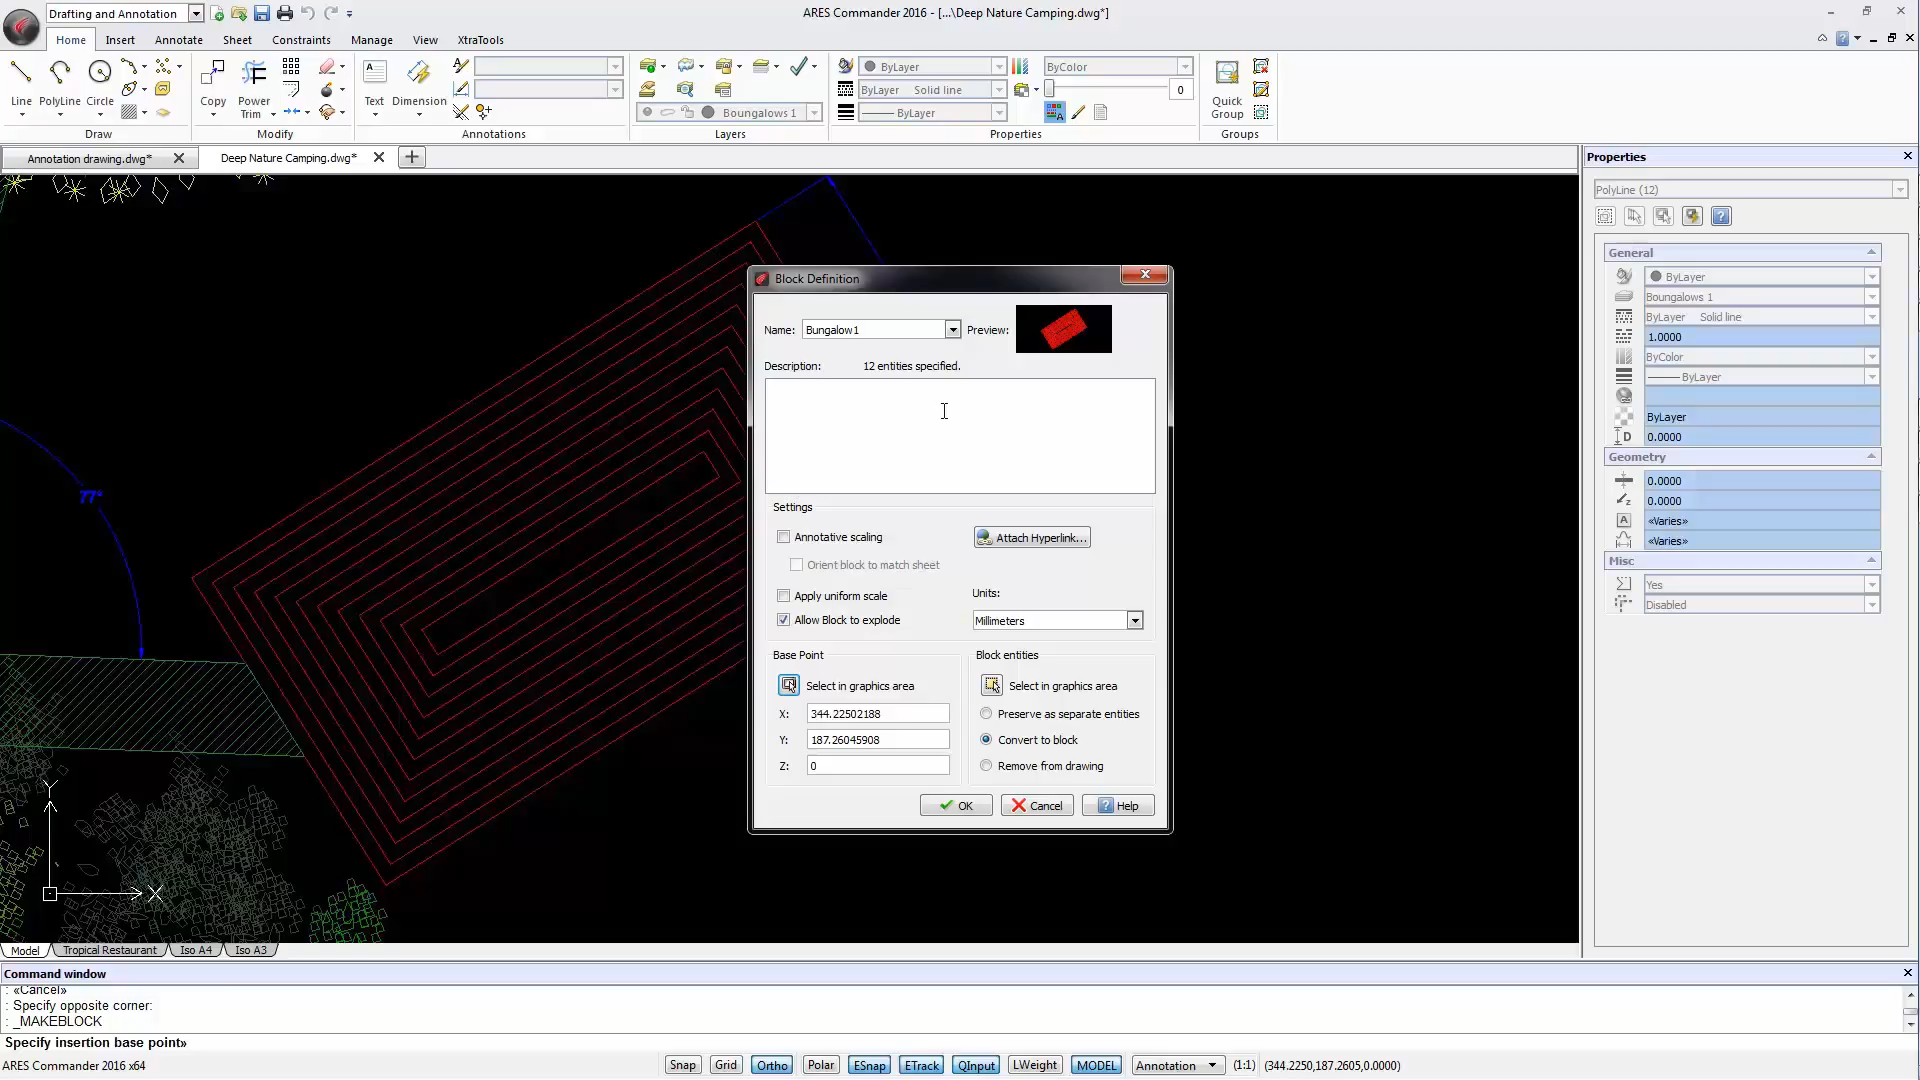 Drafting and Annotation
ARES Commander 2016 - [...\Deep Nature Camping.dwg*]
Home Insert Annotate Sheet Constraints Manage View XtraTools
ByLayer ByColor
ByLayer Solid line 0
Line PolyLine Circle Copy Power Trim Text Dimension Boungalows 1 ByLayer Quick Group
Draw Modify Annotations Layers Properties Groups
Annotation drawing.dwg* Deep Nature Camping.dwg*
Properties
PolyLine (12)
General
ByLayer
Boungalows 1
ByLayer Solid line
1.0000
ByColor
ByLayer
ByLayer
0.0000
Geometry
0.0000
0.0000
«Varies»
«Varies»
Misc
Yes
Disabled
77°
Block Definition
Name: Bungalow1 Preview:
Description: 12 entities specified.
Settings
Annotative scaling Attach Hyperlink...
Orient block to match sheet
Apply uniform scale Units:
Allow Block to explode Millimeters
Base Point Block entities
Select in graphics area Select in graphics area
X: 344.22502188 Preserve as separate entities
Y: 187.26045908 Convert to block
Z: 0 Remove from drawing
OK Cancel Help
Y
X
Model Tropical Restaurant Iso A4 Iso A3
Command window
: «Cancel»
: Specify opposite corner:
: _MAKEBLOCK
Specify insertion base point»
ARES Commander 2016 x64 Snap Grid Ortho Polar ESnap ETrack QInput LWeight MODEL Annotation (1:1) (344.2250,187.2605,0.0000)